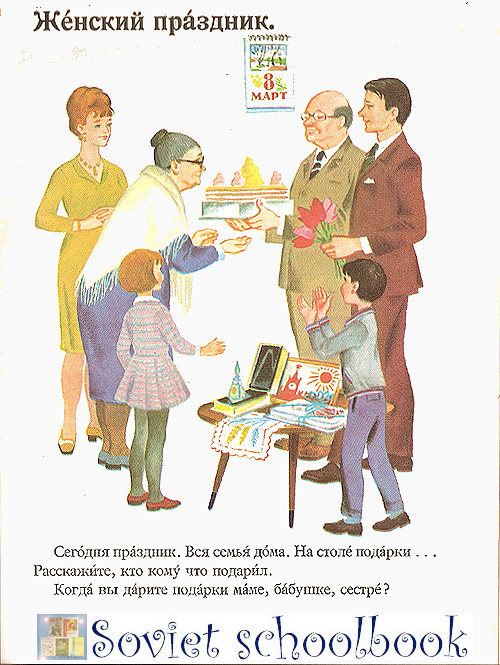 Же́нский пра́здник.
8
МАРТ
Сего́дня пра́здник. Вся семья́ до́ма. На столе́ пода́рки . . .
Расскажи́те, кто кому́ что подари́л.
Когда́ вы да́рите пода́рки ма́ме, ба́бушке, сестре́?
Soviet schoolbook